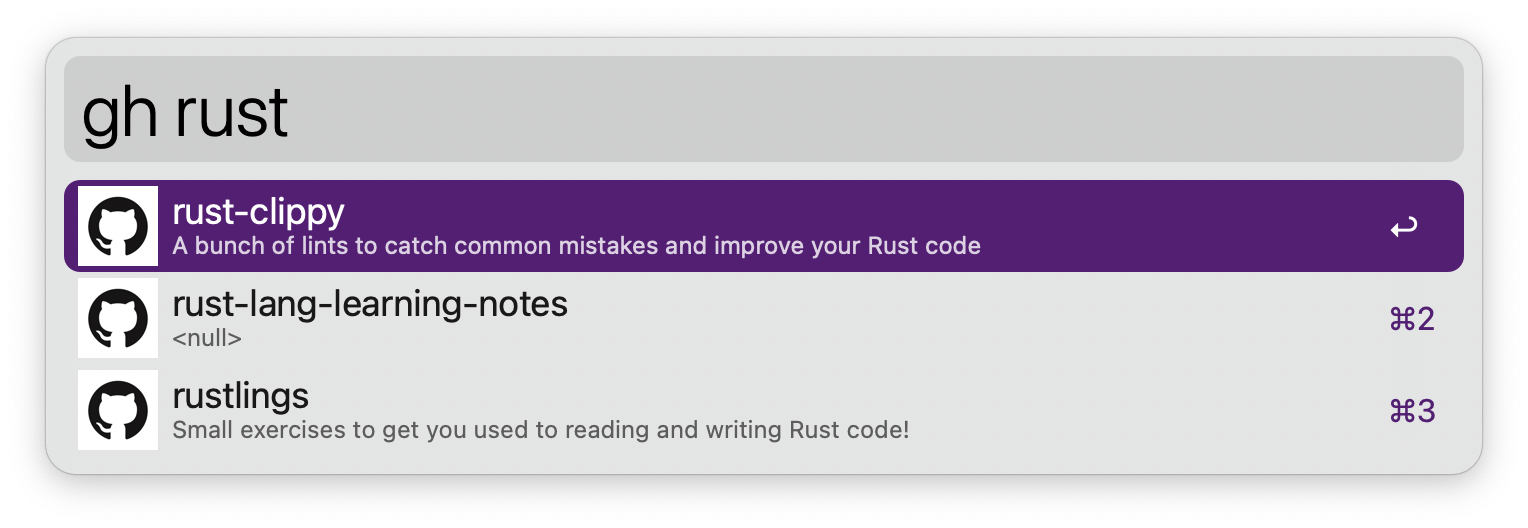 gh rust
rust-clippy
A bunch of lints to catch common mistakes and improve your Rust code
↩
rust-lang-learning-notes
<null>
⌘2
rustlings
Small exercises to get you used to reading and writing Rust code!
⌘3